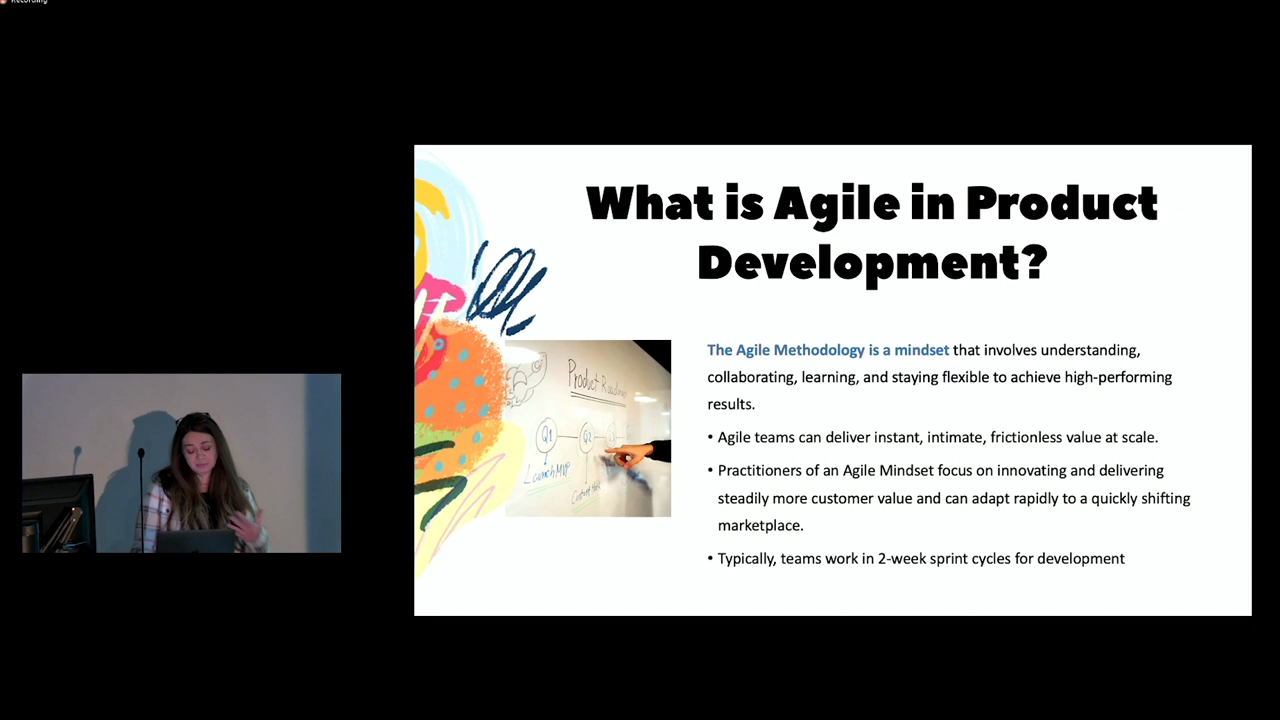 Recording
What is Agile in Product
Development?
The Agile Methodology is a mindset that involves understanding,
collaborating, learning, and staying flexible to achieve high-performing
results.
• Agile teams can deliver instant, intimate, frictionless value at scale.
• Practitioners of an Agile Mindset focus on innovating and delivering
steadily more customer value and can adapt rapidly to a quickly shifting
marketplace.
• Typically, teams work in 2-week sprint cycles for development
Product
Q1
Q2
Launch MVP